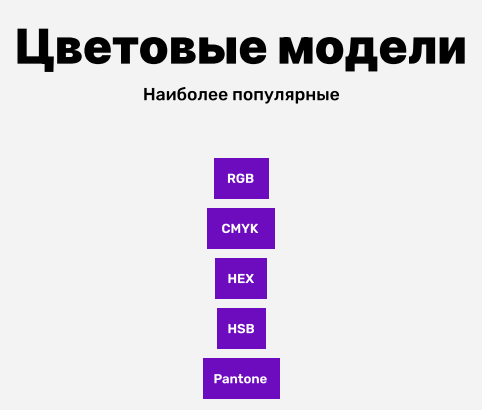 Цветовые модели
Наиболее популярные
RGB
CMYK
HEX
HSB
Pantone